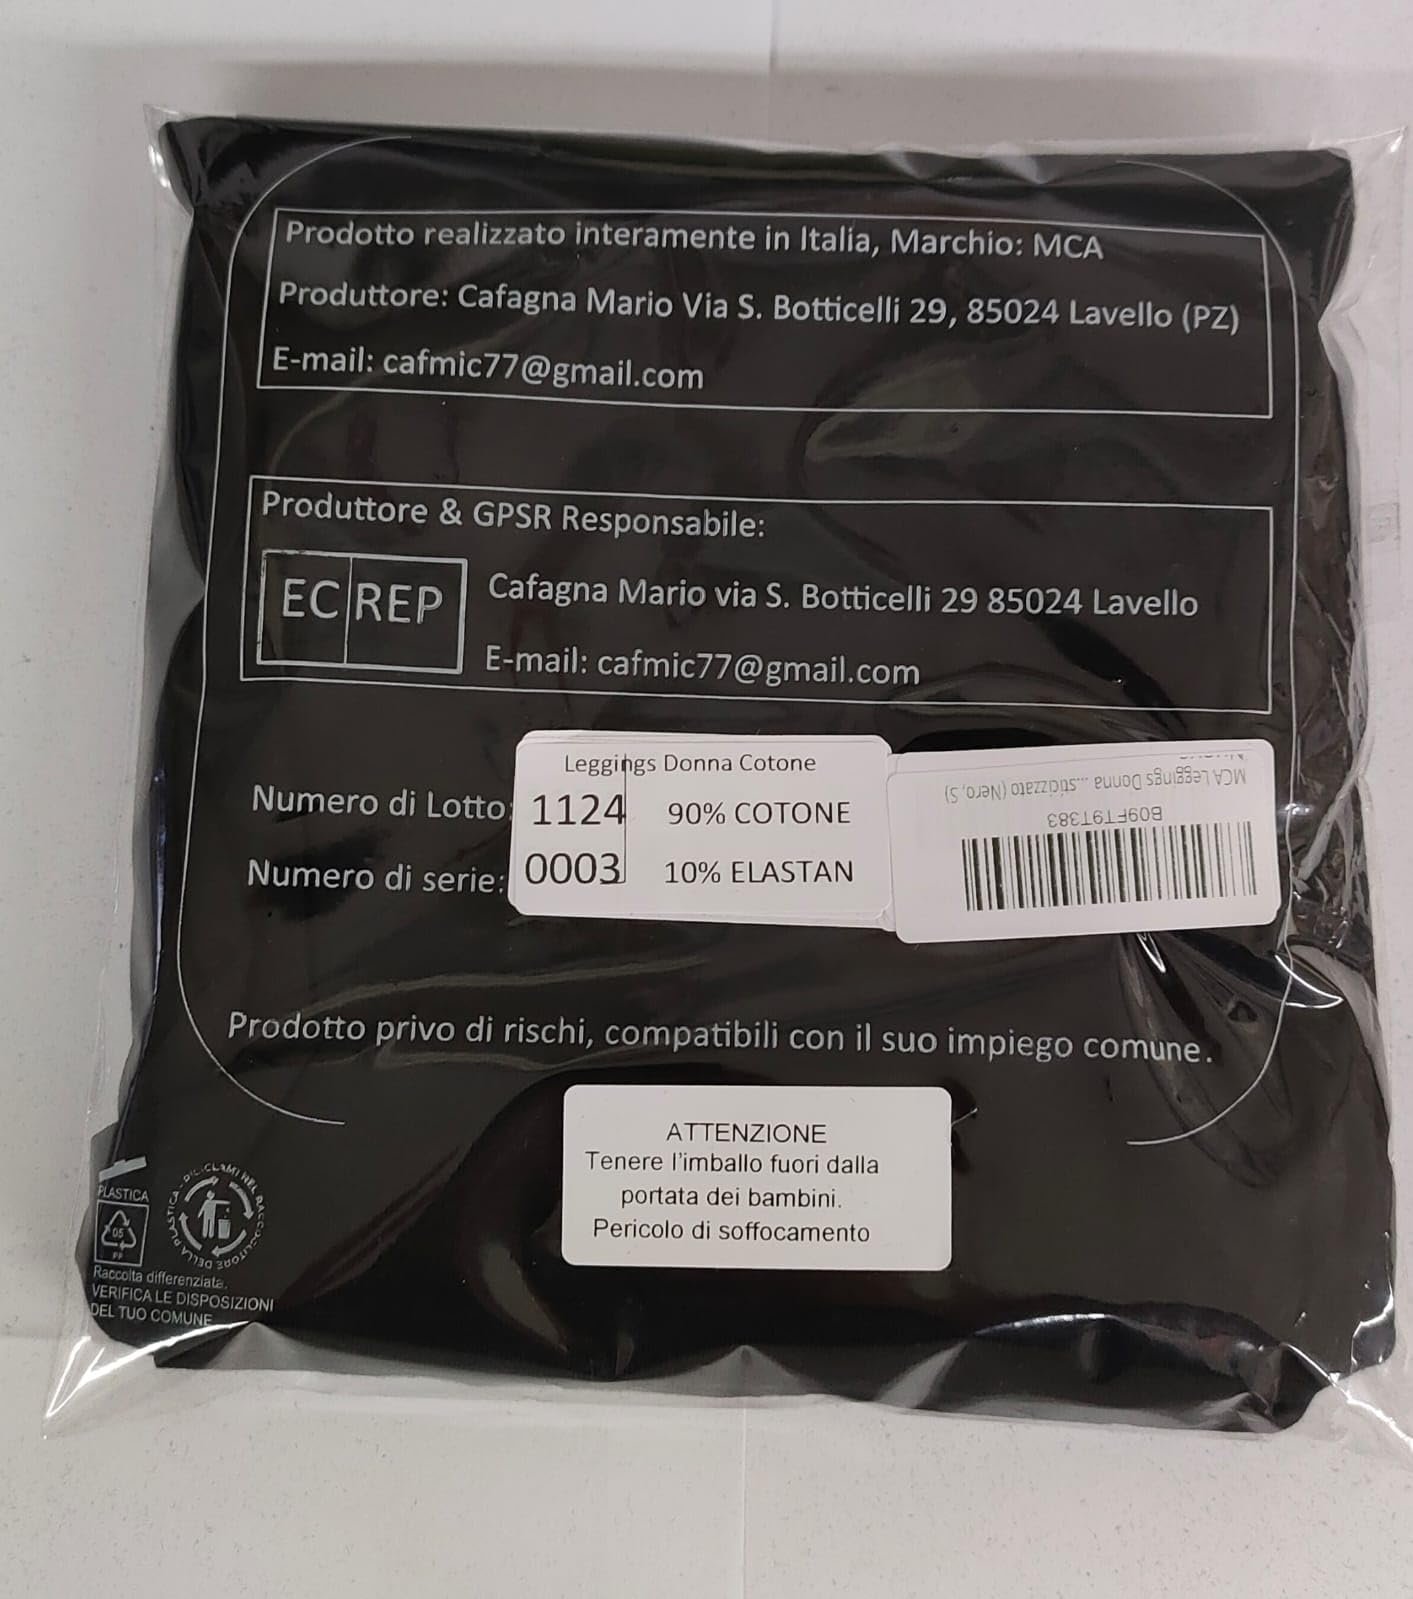 Prodotto realizzato interamente in Italia, Marchio: MCA
Produttore: Cafagna Mario Via S. Botticelli 29, 85024 Lavello (PZ)
E-mail: cafmic77@gmail.com
Produttore & GPSR Responsabile:
EC REP
Cafagna Mario via S. Botticelli 29 85024 Lavello
E-mail: cafmic77@gmail.com
Leggings Donna Cotone
Numero di Lotto: 1124 90% COTONE
Numero di serie: 0003 10% ELASTAN
B09FT9T383
MCA Leggings Donna ...sticizzato (Nero, S)
Prodotto privo di rischi, compatibili con il suo impiego comune.
ATTENZIONE
Tenere l'imballo fuori dalla
portata dei bambini.
Pericolo di soffocamento
PLASTICA
05
PP
RACCOGLITORE DELLA PLASTICA
Raccolta differenziata.
VERIFICA LE DISPOSIZIONI
DEL TUO COMUNE